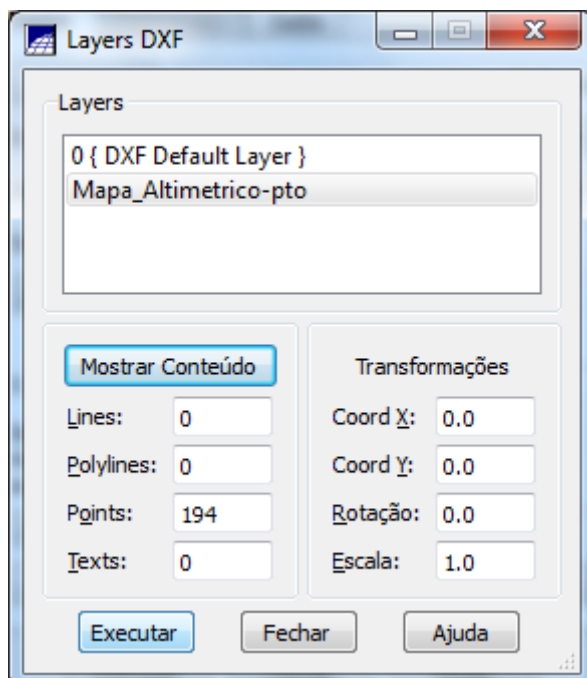 Layers DXF
Layers
0 { DXF Default Layer }
Mapa_Altimetrico-pto
Mostrar Conteúdo
Lines: 0
Polylines: 0
Points: 194
Texts: 0
Transformações
Coord X: 0.0
Coord Y: 0.0
Rotação: 0.0
Escala: 1.0
Executar Fechar Ajuda